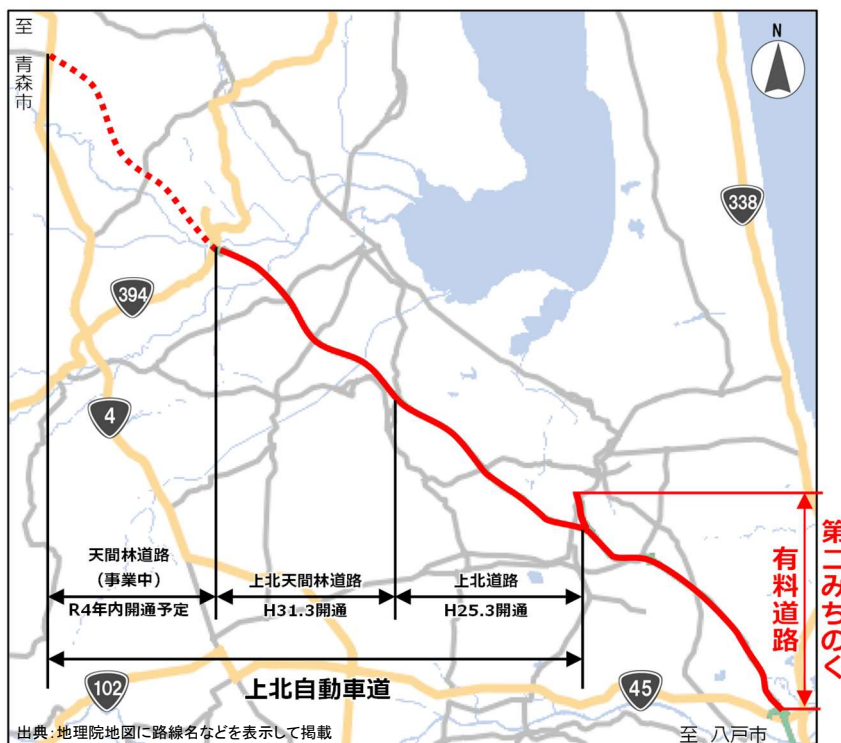 至
青森市
N
338
394
4
天間林道路
（事業中）
R4年内開通予定
上北天間林道路
H31.3開通
上北道路
H25.3開通
第二みちのく
有料道路
上北自動車道
102
45
出典:地理院地図に路線名などを表示して掲載
至 八戸市